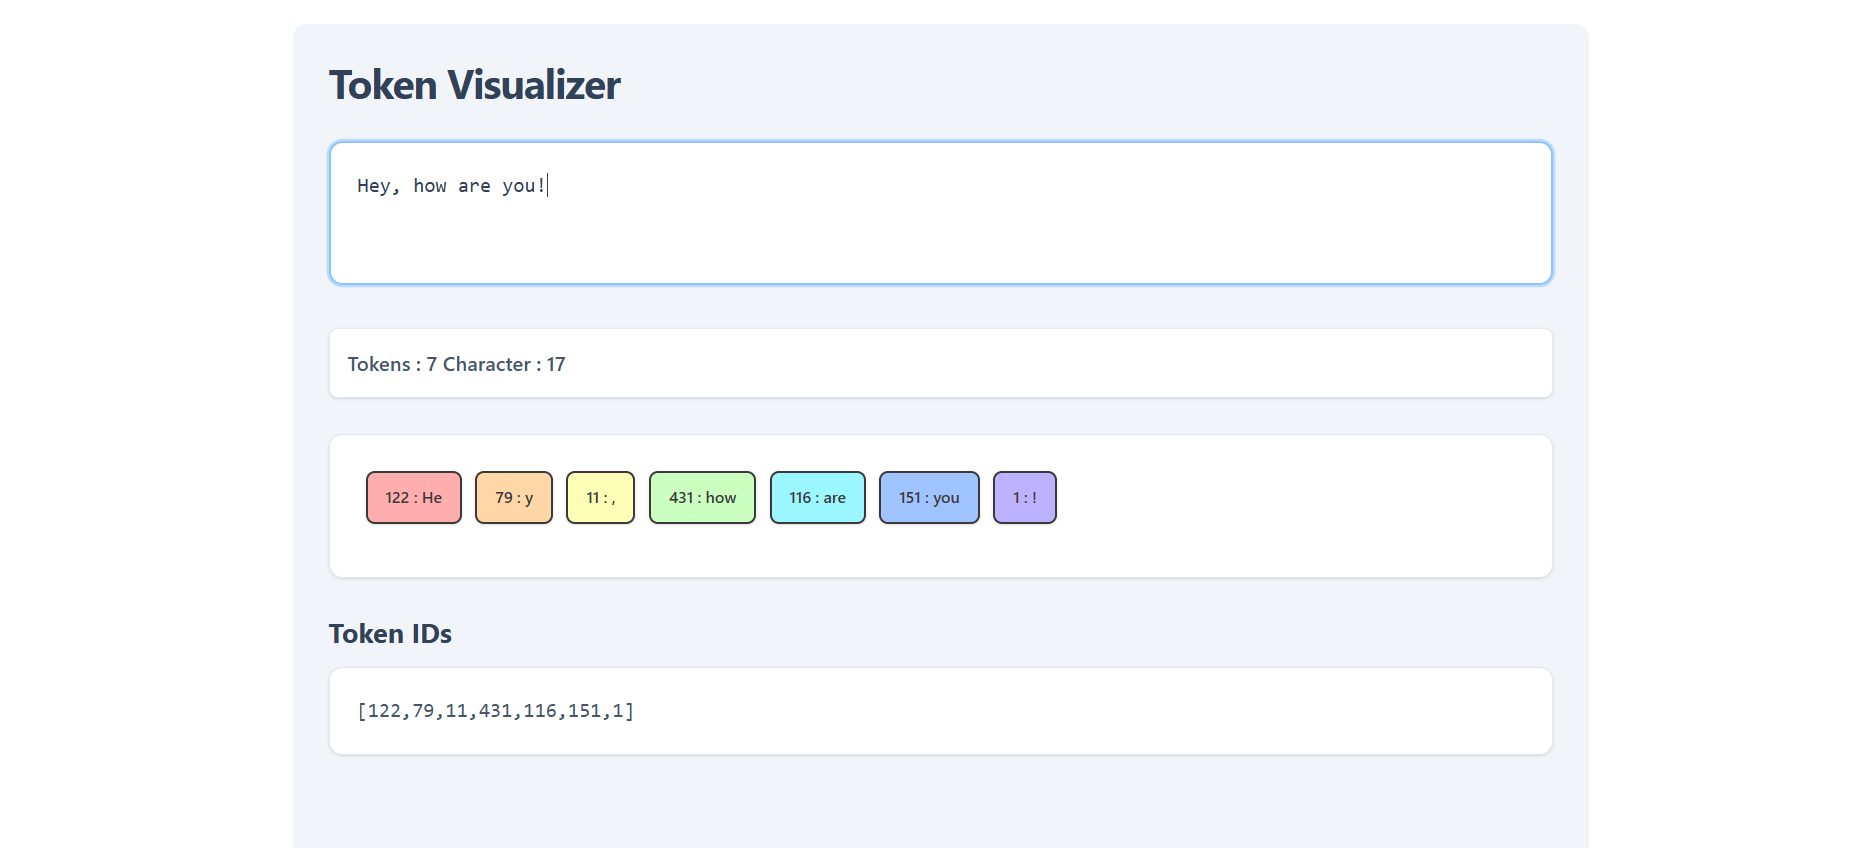 Token Visualizer
Hey, how are you!
Tokens : 7 Character : 17
122 : He 79 : y 11 : , 431 : how 116 : are 151 : you 1 : !
Token IDs
[122,79,11,431,116,151,1]